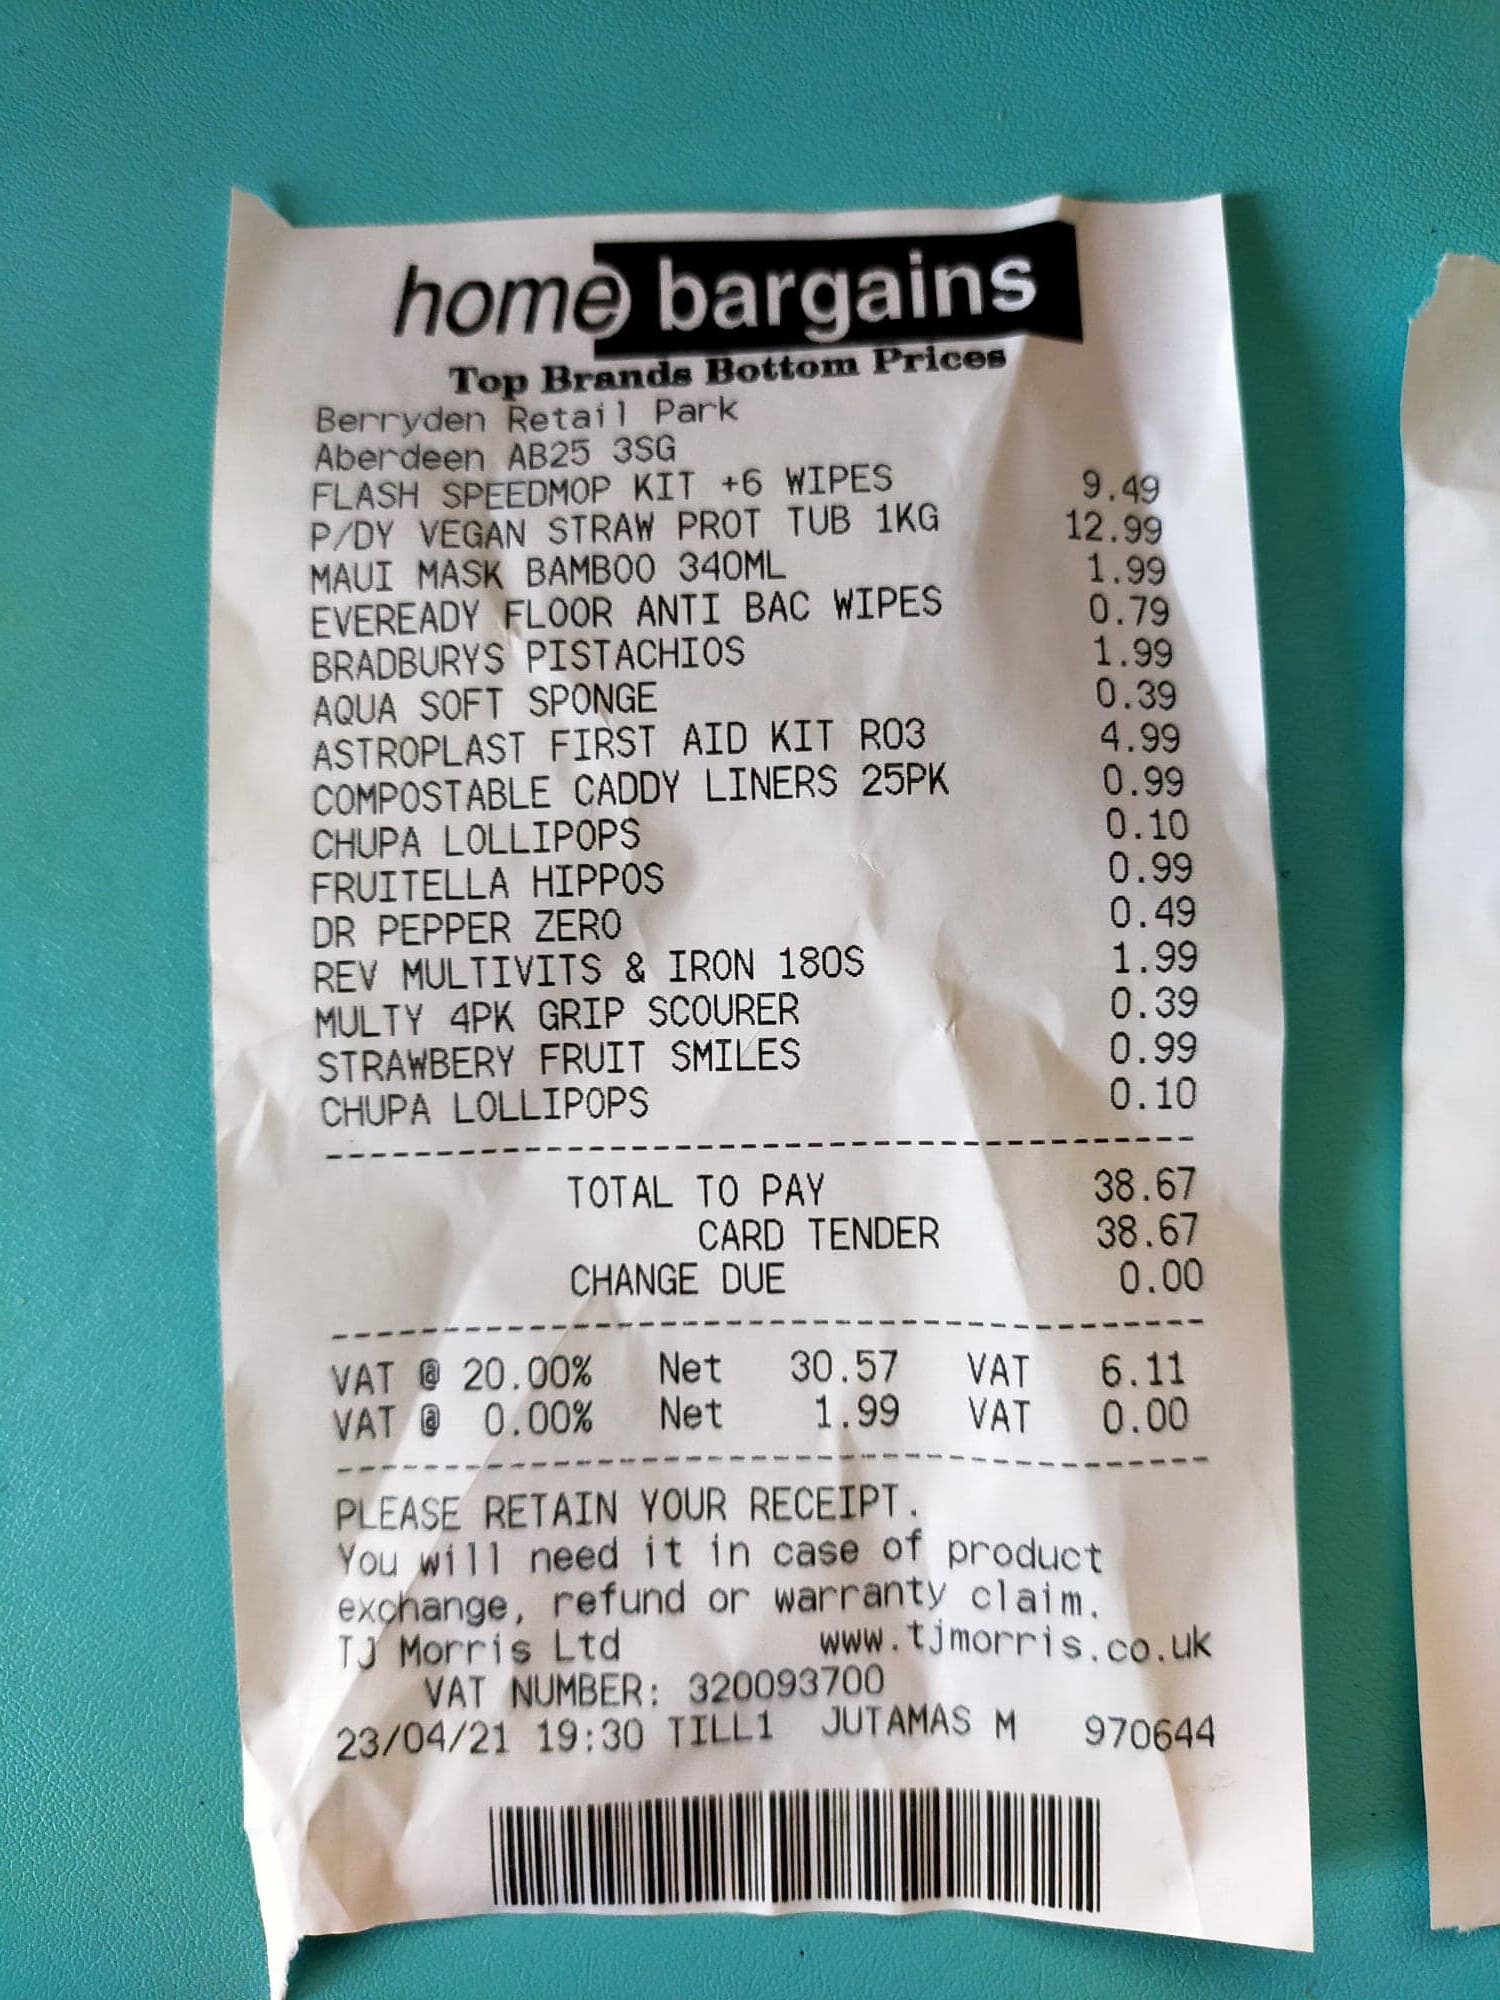 home bargains
Top Brands Bottom Prices
Berryden Retail Park
Aberdeen AB25 3SG
FLASH SPEEDMOP KIT +6 WIPES 9.49
P/DY VEGAN STRAW PROT TUB 1KG 12.99
MAUI MASK BAMBOO 340ML 1.99
EVEREADY FLOOR ANTI BAC WIPES 0.79
BRADBURYS PISTACHIOS 1.99
AQUA SOFT SPONGE 0.39
ASTROPLAST FIRST AID KIT R03 4.99
COMPOSTABLE CADDY LINERS 25PK 0.99
CHUPA LOLLIPOPS 0.10
FRUITELLA HIPPOS 0.99
DR PEPPER ZERO 0.49
REV MULTIVITS & IRON 180S 1.99
MULTY 4PK GRIP SCOURER 0.39
STRAWBERY FRUIT SMILES 0.99
CHUPA LOLLIPOPS 0.10
TOTAL TO PAY 38.67
CARD TENDER 38.67
CHANGE DUE 0.00
VAT @ 20.00% Net 30.57 VAT 6.11
VAT @ 0.00% Net 1.99 VAT 0.00
PLEASE RETAIN YOUR RECEIPT.
You will need it in case of product
exchange, refund or warranty claim.
TJ Morris Ltd www.tjmorris.co.uk
VAT NUMBER: 320093700
23/04/21 19:30 TILL1 JUTAMAS M 970644